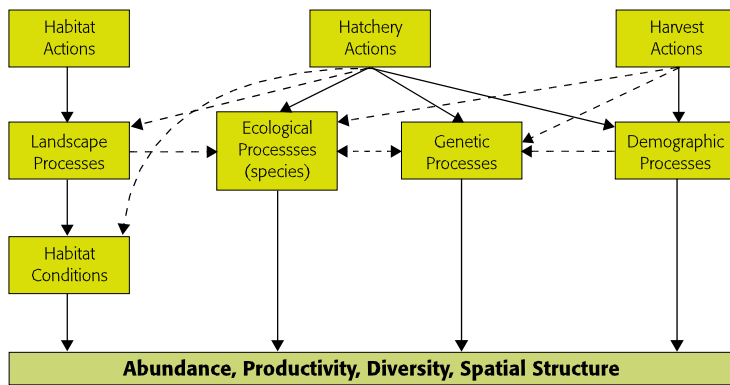 Habitat
Actions
Hatchery
Actions
Harvest
Actions
Landscape
Processes
Ecological
Processses
(species)
Genetic
Processes
Demographic
Processes
Habitat
Conditions
Abundance, Productivity, Diversity, Spatial Structure